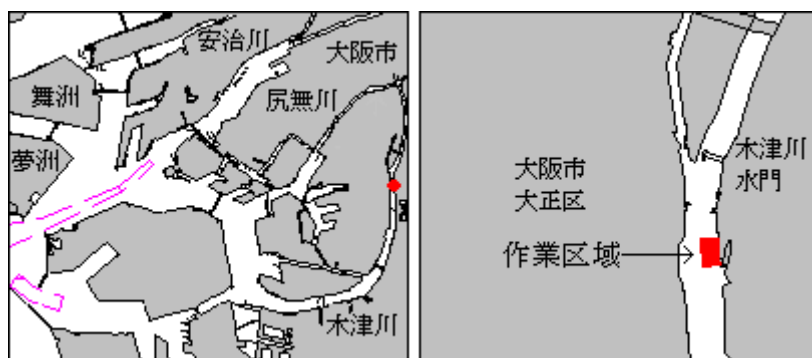 安治川
大阪市
舞洲
尻無川
夢洲
木津川
木津川
水門
大阪市
大正区
作業区域